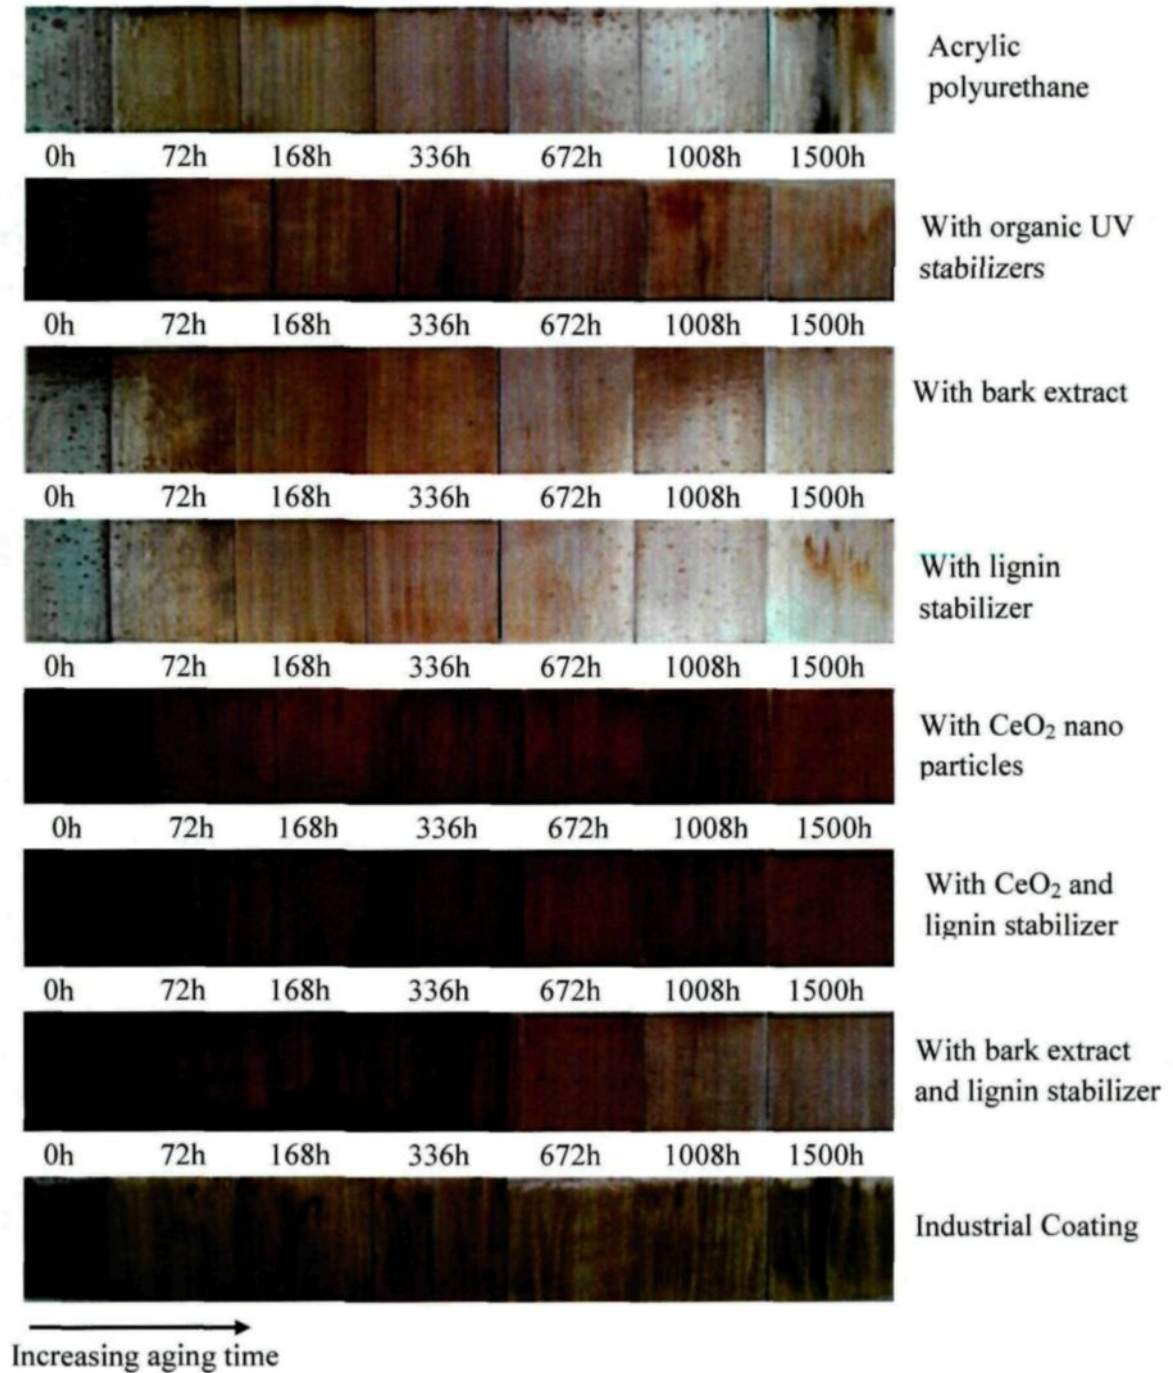 Acrylic
polyurethane
0h 72h 168h 336h 672h 1008h 1500h
With organic UV
stabilizers
0h 72h 168h 336h 672h 1008h 1500h
With bark extract
0h 72h 168h 336h 672h 1008h 1500h
With lignin
stabilizer
0h 72h 168h 336h 672h 1008h 1500h
With CeO₂ nano
particles
0h 72h 168h 336h 672h 1008h 1500h
With CeO₂ and
lignin stabilizer
0h 72h 168h 336h 672h 1008h 1500h
With bark extract
and lignin stabilizer
0h 72h 168h 336h 672h 1008h 1500h
Industrial Coating
Increasing aging time